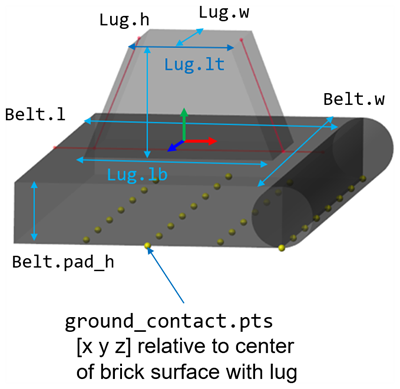 Lug.h
Lug.w
Lug.lt
Belt.l
Belt.w
Lug.lb
Belt.pad_h
ground_contact.pts
[x y z] relative to center
of brick surface with lug